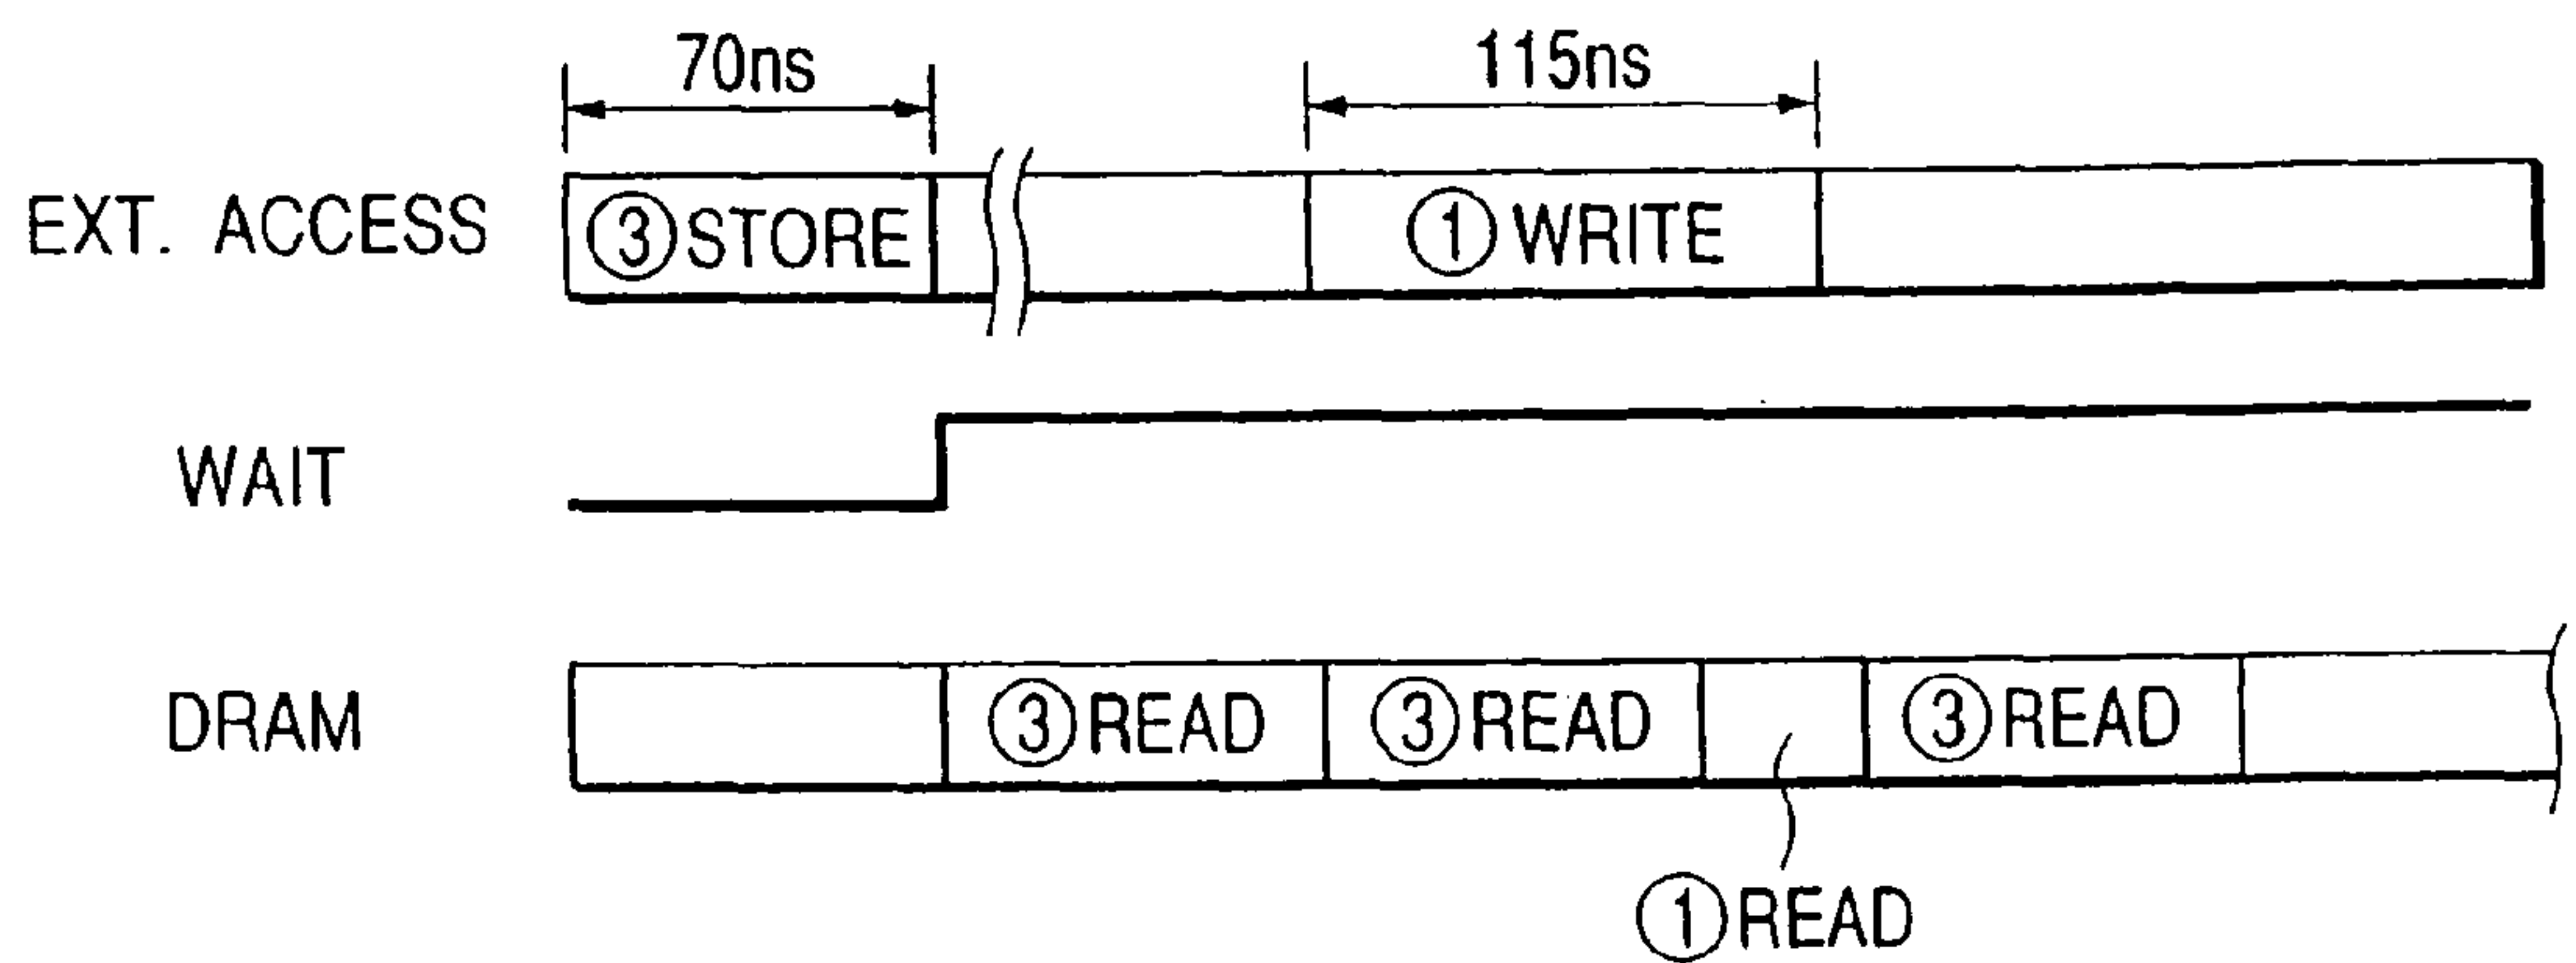 70ns 115ns
EXT. ACCESS ③STORE ①WRITE
WAIT
DRAM ③READ ③READ ③READ
①READ